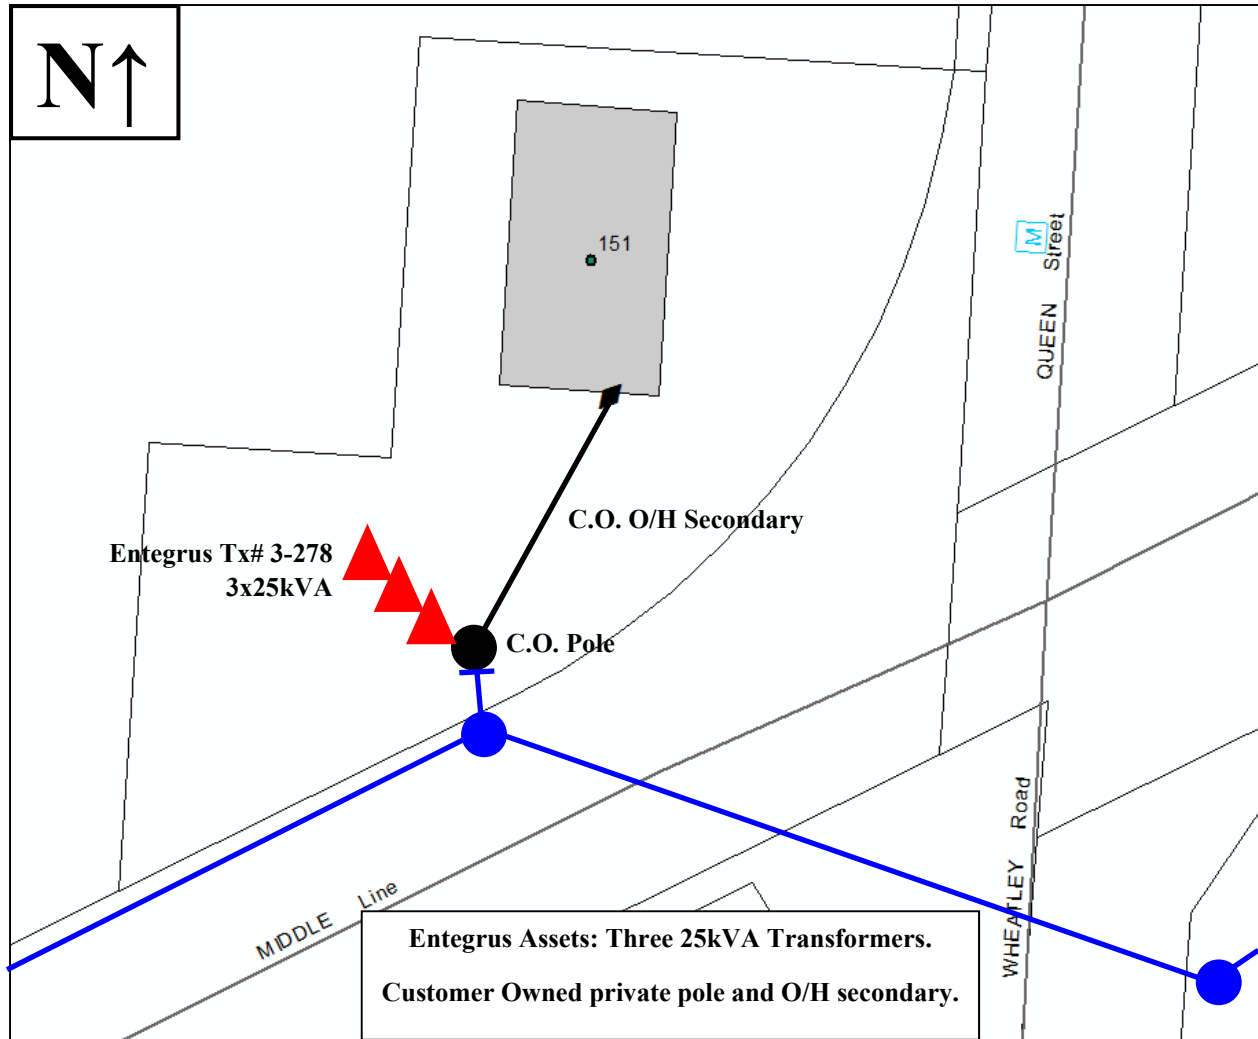 N↑
151
M
QUEEN Street
C.O. O/H Secondary
Entegrus Tx# 3-278
3x25kVA
C.O. Pole
MIDDLE Line
WHEATLEY Road
Entegrus Assets: Three 25kVA Transformers.
Customer Owned private pole and O/H secondary.